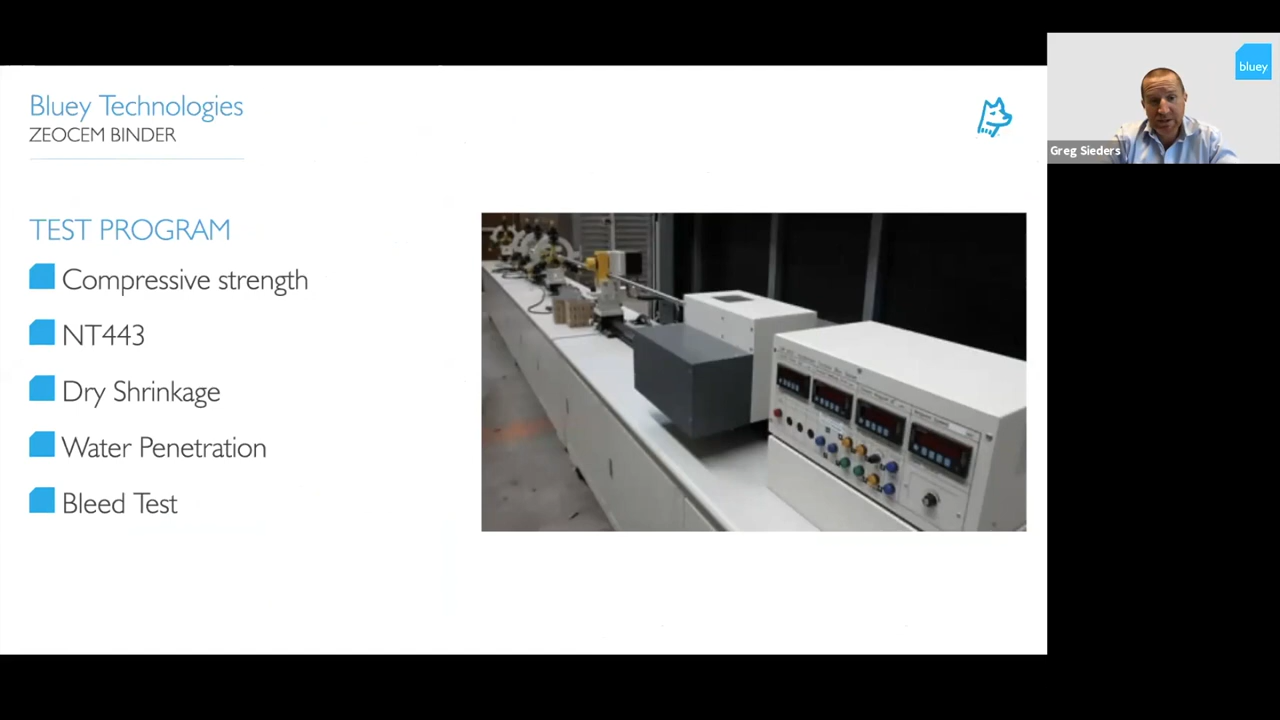 Bluey Technologies
ZEOCEM BINDER
TEST PROGRAM
Compressive strength
NT443
Dry Shrinkage
Water Penetration
Bleed Test
bluey
Greg Sieders